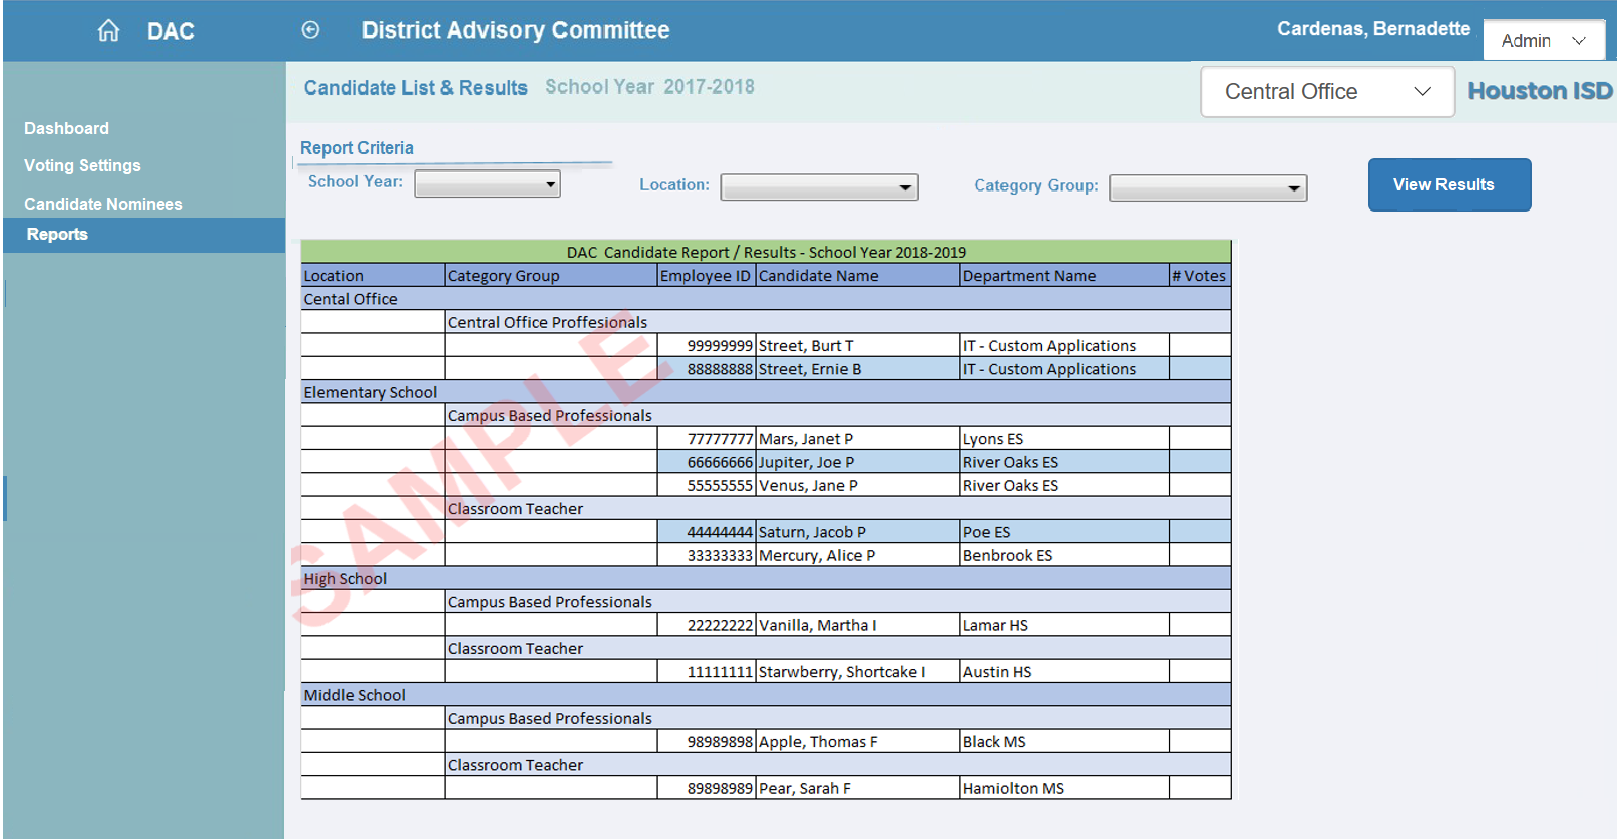 DAC District Advisory Committee Cardenas, Bernadette Admin
Candidate List & Results School Year 2017-2018 Central Office Houston ISD
Dashboard
Voting Settings
Candidate Nominees
Reports
Report Criteria
School Year: Location: Category Group: View Results
DAC Candidate Report / Results - School Year 2018-2019
Location Category Group Employee ID Candidate Name Department Name # Votes
Cental Office
Central Office Proffesionals
99999999 Street, Burt T IT - Custom Applications
88888888 Street, Ernie B IT - Custom Applications
Elementary School
Campus Based Professionals
77777777 Mars, Janet P Lyons ES
66666666 Jupiter, Joe P River Oaks ES
55555555 Venus, Jane P River Oaks ES
Classroom Teacher
44444444 Saturn, Jacob P Poe ES
33333333 Mercury, Alice P Benbrook ES
High School
Campus Based Professionals
22222222 Vanilla, Martha I Lamar HS
Classroom Teacher
11111111 Starwberry, Shortcake I Austin HS
Middle School
Campus Based Professionals
98989898 Apple, Thomas F Black MS
Classroom Teacher
89898989 Pear, Sarah F Hamiolton MS
SAMPLE